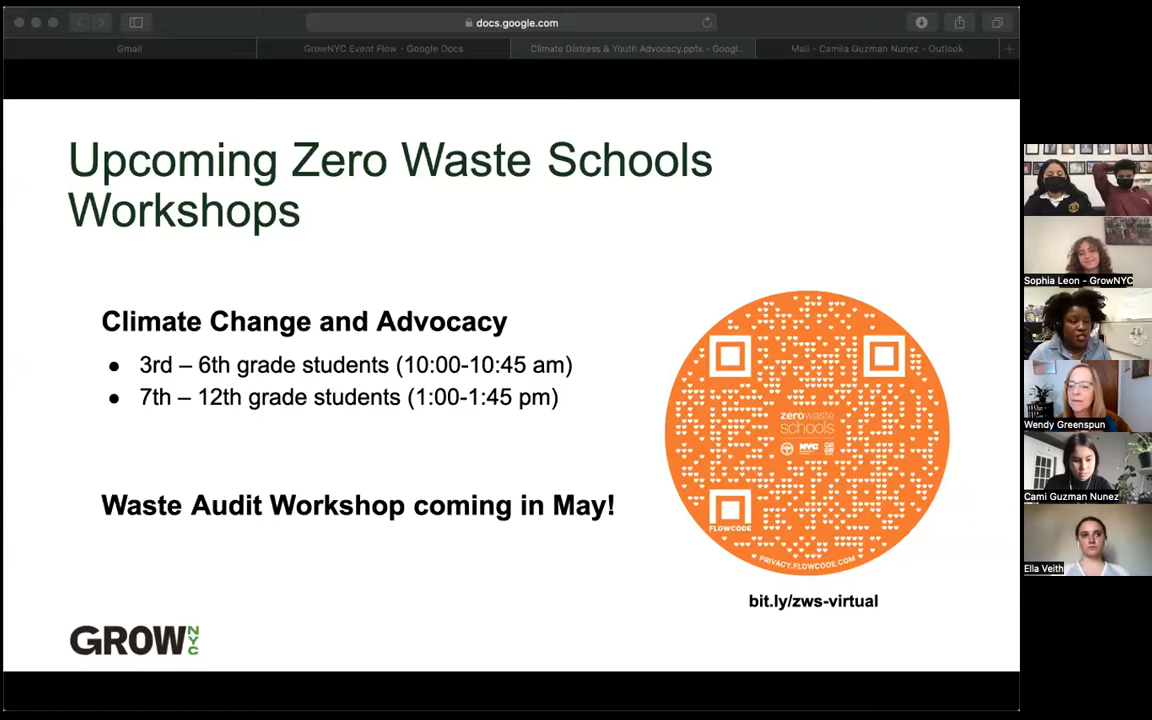 docs.google.com
Gmail
GrowNYC Event Flow - Google Docs
Climate Distress & Youth Advocacy.pptx - Googl...
Mail - Camila Guzman Nunez - Outlook
Upcoming Zero Waste Schools
Workshops
Climate Change and Advocacy
● 3rd – 6th grade students (10:00-10:45 am)
● 7th – 12th grade students (1:00-1:45 pm)
Waste Audit Workshop coming in May!
zerowaste
schools
NYC
FLOWCODE
PRIVACY.FLOWCODE.COM
bit.ly/zws-virtual
GROWNYC
Sophia Leon - GrowNYC
Wendy Greenspun
Cami Guzman Nunez
Ella Veith